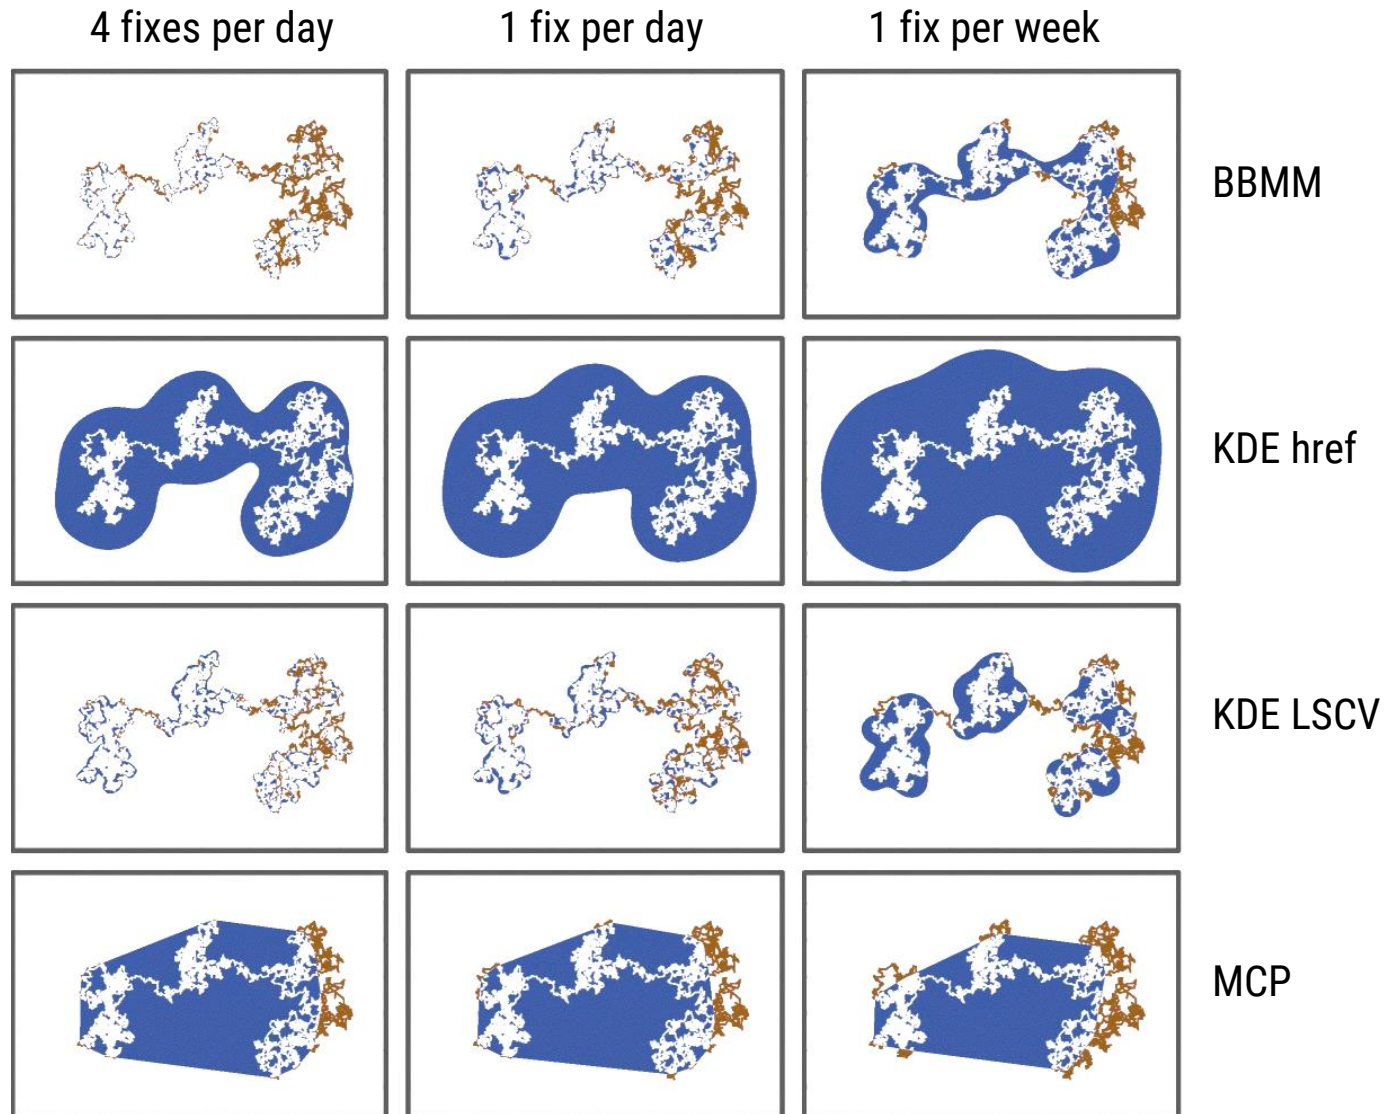 4 fixes per day
1 fix per day
1 fix per week
BBMM
KDE href
KDE LSCV
MCP